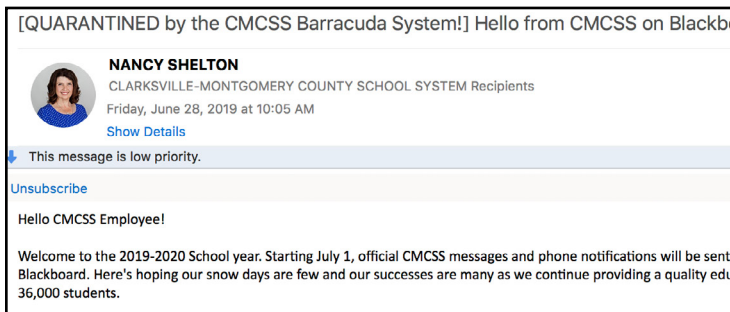 [QUARANTINED by the CMCSS Barracuda System!] Hello from CMCSS on
NANCY SHELTON
CLARKSVILLE-MONTGOMERY COUNTY SCHOOL SYSTEM Recipients
Friday, June 28, 2019 at 10:05 AM
Show Details
This message is low priority.
Unsubscribe
Hello CMCSS Employee!
Welcome to the 2019-2020 School year. Starting July 1, official CMCSS messages and phone notifications will be sent
Blackboard. Here's hoping our snow days are few and our successes are many as we continue providing a quality
36,000 students.